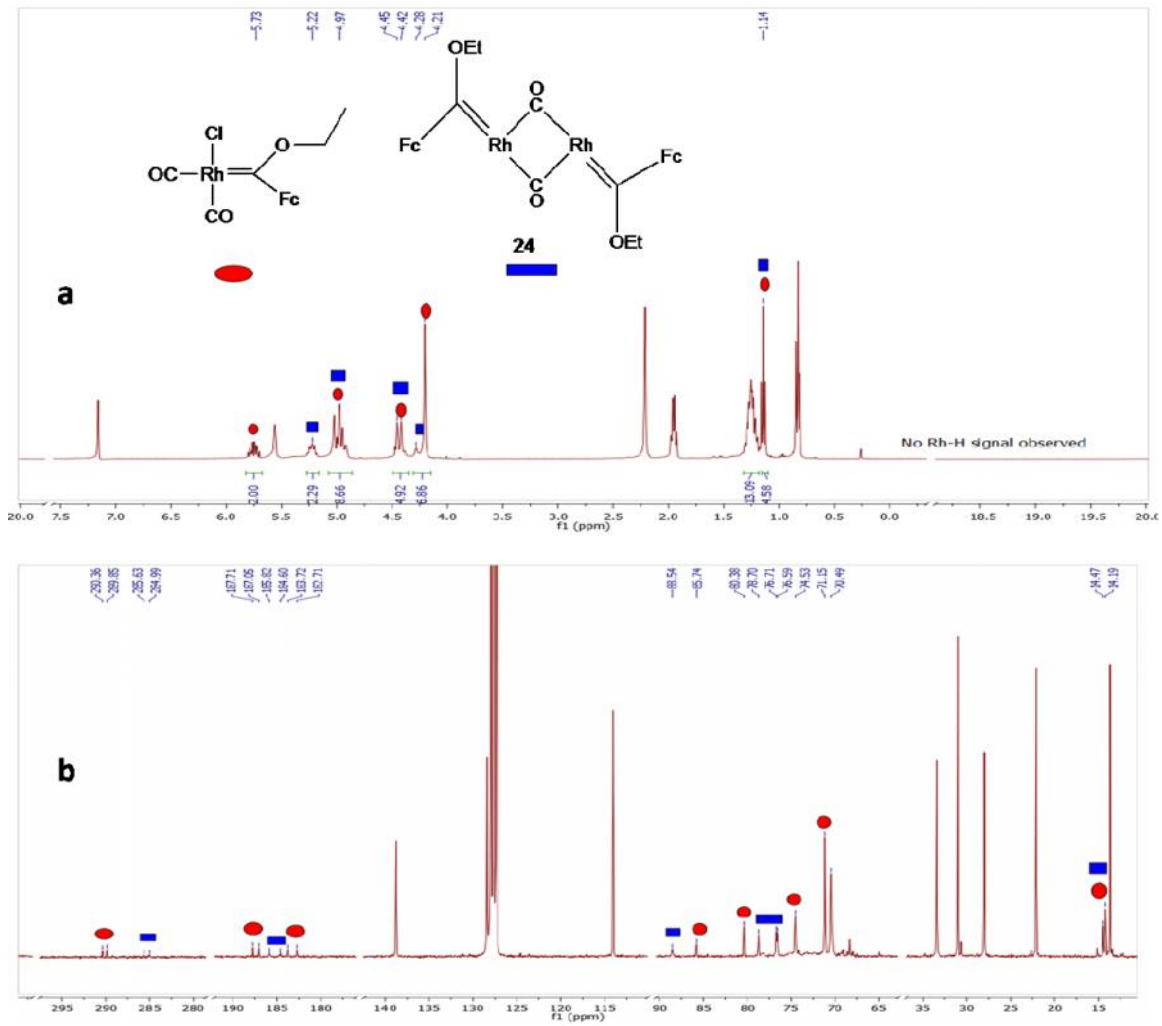 5.73 5.22 4.97 4.45 4.42 4.28 4.21 1.14
OEt
O
C
Cl
O
Fc
Rh
Rh
Fc
OC
Rh
Fc
C
O
CO
OEt
24
a
No Rh-H signal observed
2.00 2.29 8.66 4.92 6.86 13.09 4.58
20.0 7.5 7.0 6.5 6.0 5.5 5.0 4.5 4.0 3.5 3.0 2.5 2.0 1.5 1.0 0.5 0.0 -18.5 -19.0 -19.5 -20.0
f1 (ppm)
290.36 289.85 285.63 284.99 187.71 187.05 185.82 184.60 183.72 182.71 88.54 85.74 80.38 78.70 76.71 76.59 74.53 71.15 70.49 14.47 14.19
b
295 290 285 280 190 185 180 140 135 130 125 120 115 110 90 85 80 75 70 65 35 30 25 20 15
f1 (ppm)